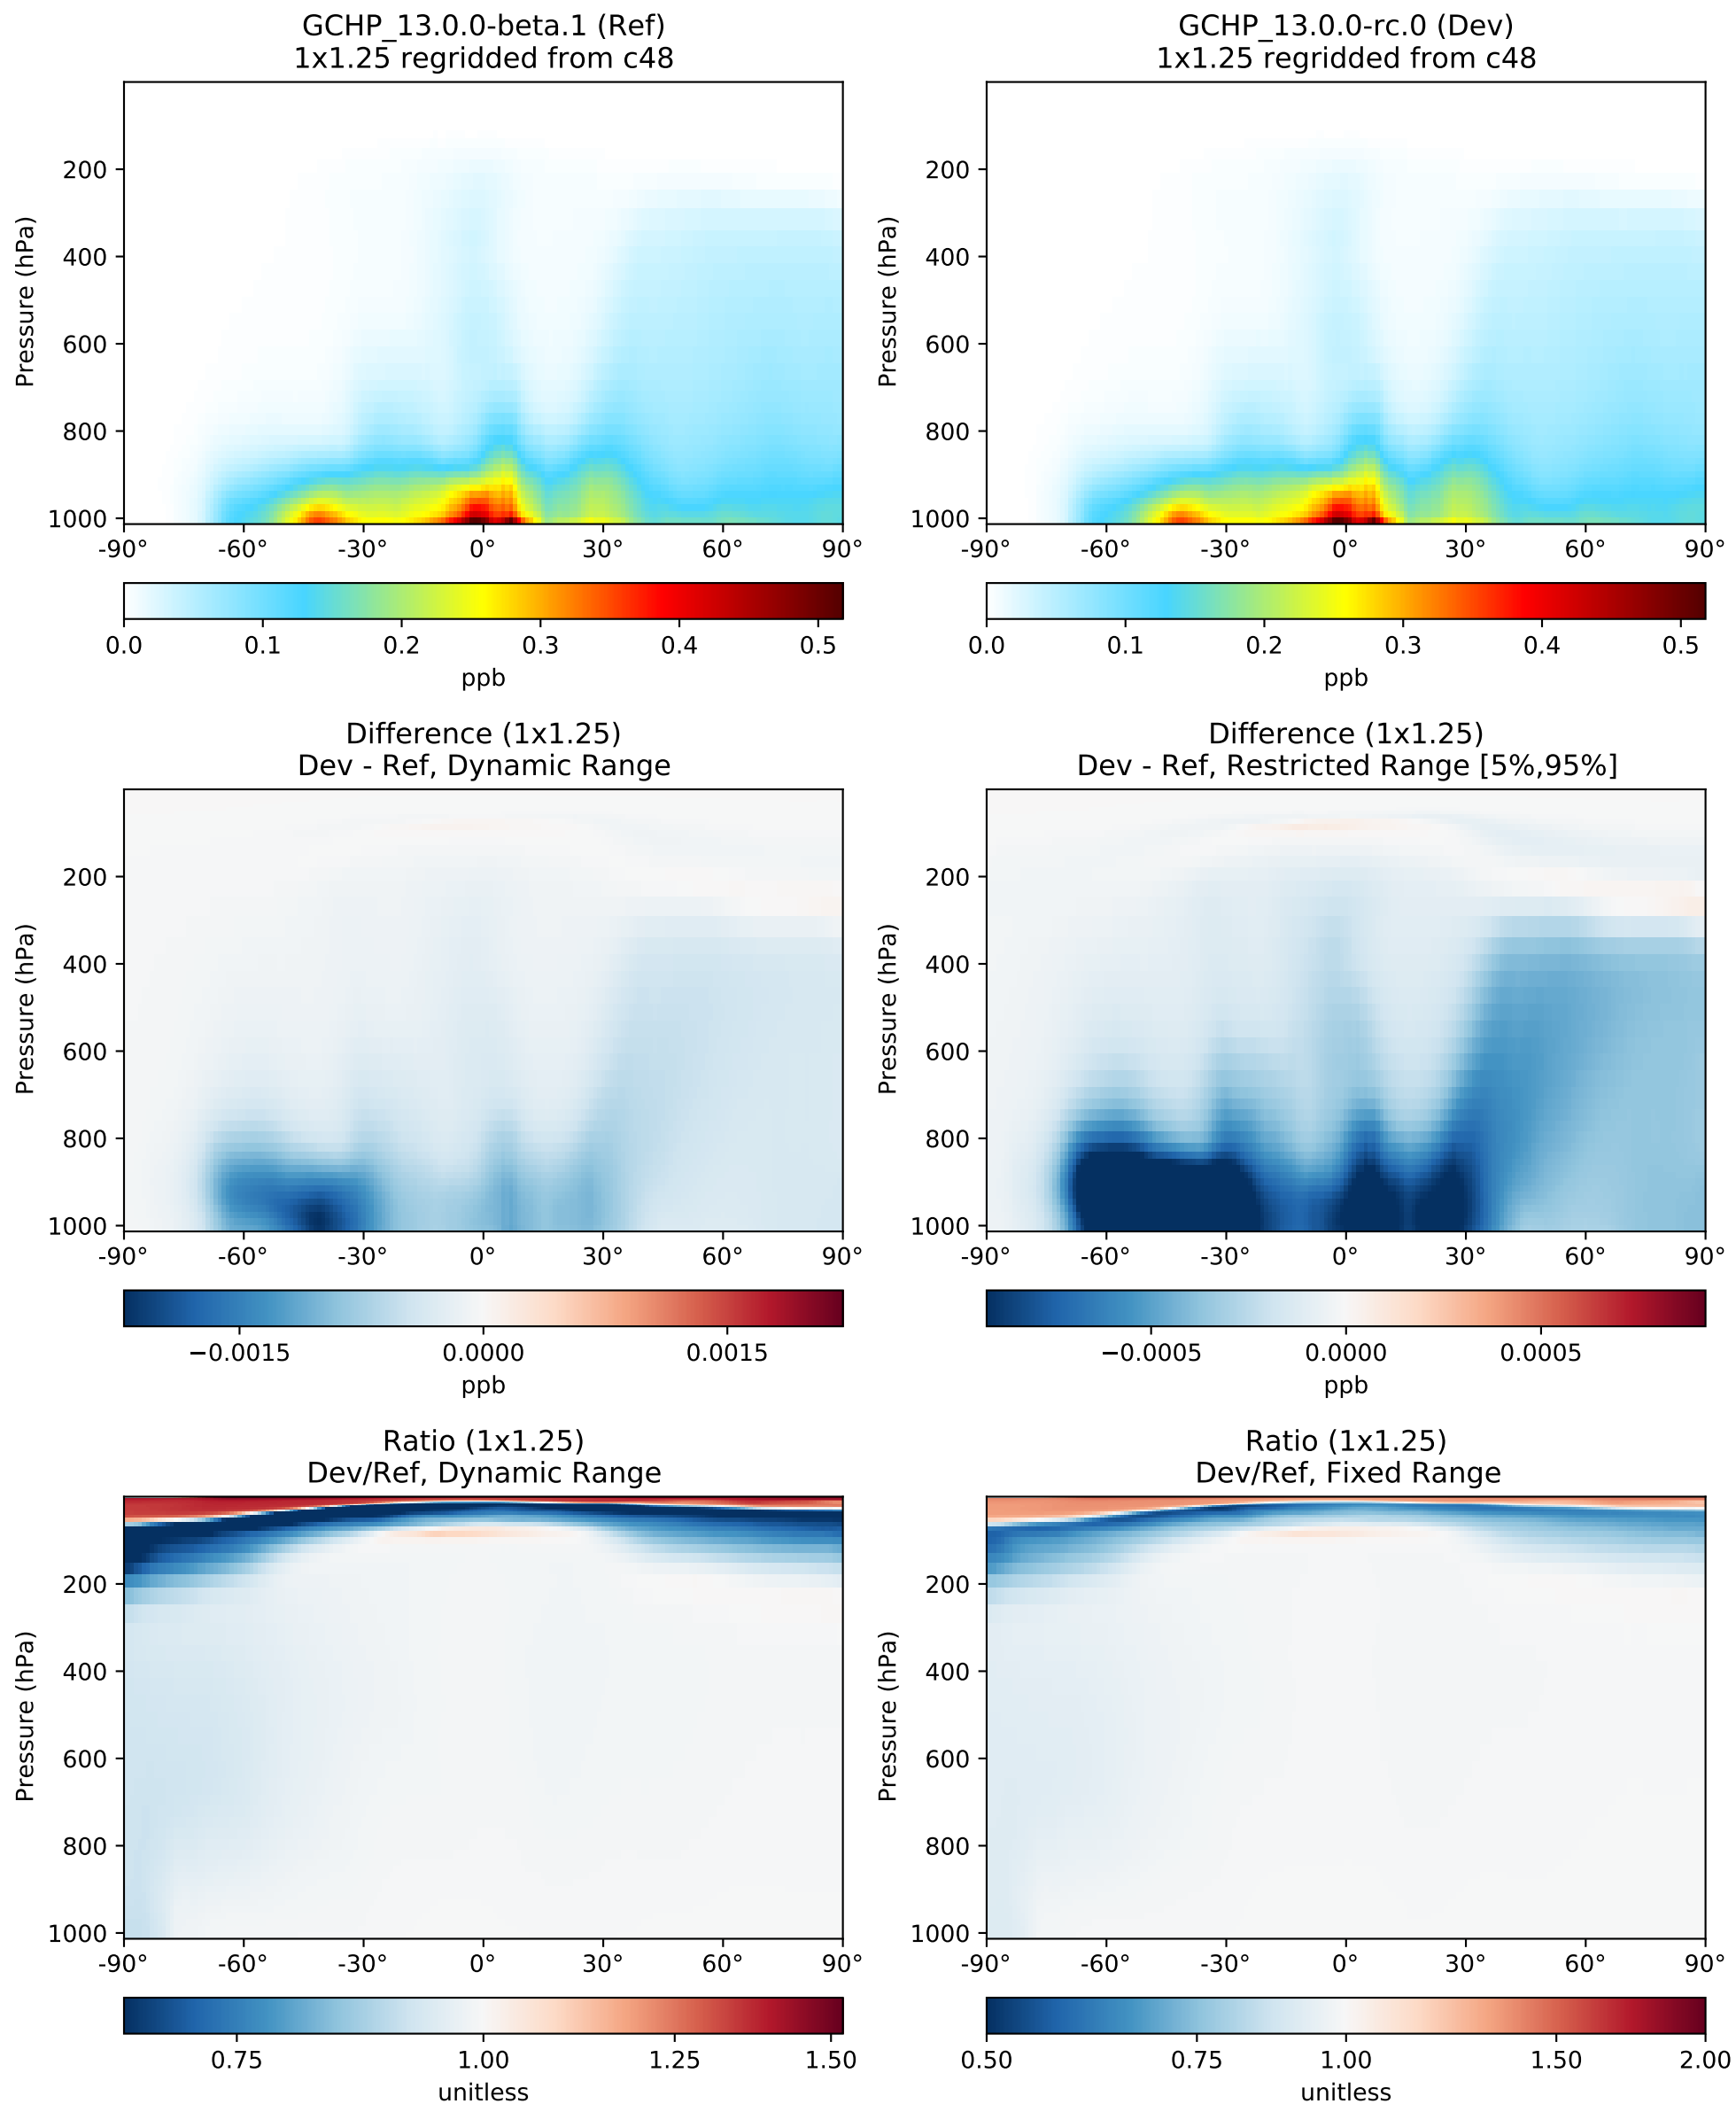 GCHP_13.0.0-beta.1 (Ref)
1x1.25 regridded from c48
Pressure (hPa)
200
400
600
800
1000
-90° -60° -30° 0° 30° 60° 90°
0.0 0.1 0.2 0.3 0.4 0.5
ppb
GCHP_13.0.0-rc.0 (Dev)
1x1.25 regridded from c48
Pressure (hPa)
200
400
600
800
1000
-90° -60° -30° 0° 30° 60° 90°
0.0 0.1 0.2 0.3 0.4 0.5
ppb
Difference (1x1.25)
Dev - Ref, Dynamic Range
Pressure (hPa)
200
400
600
800
1000
-90° -60° -30° 0° 30° 60° 90°
−0.0015 0.0000 0.0015
ppb
Difference (1x1.25)
Dev - Ref, Restricted Range [5%,95%]
Pressure (hPa)
200
400
600
800
1000
-90° -60° -30° 0° 30° 60° 90°
−0.0005 0.0000 0.0005
ppb
Ratio (1x1.25)
Dev/Ref, Dynamic Range
Pressure (hPa)
200
400
600
800
1000
-90° -60° -30° 0° 30° 60° 90°
0.75 1.00 1.25 1.50
unitless
Ratio (1x1.25)
Dev/Ref, Fixed Range
Pressure (hPa)
200
400
600
800
1000
-90° -60° -30° 0° 30° 60° 90°
0.50 0.75 1.00 1.50 2.00
unitless